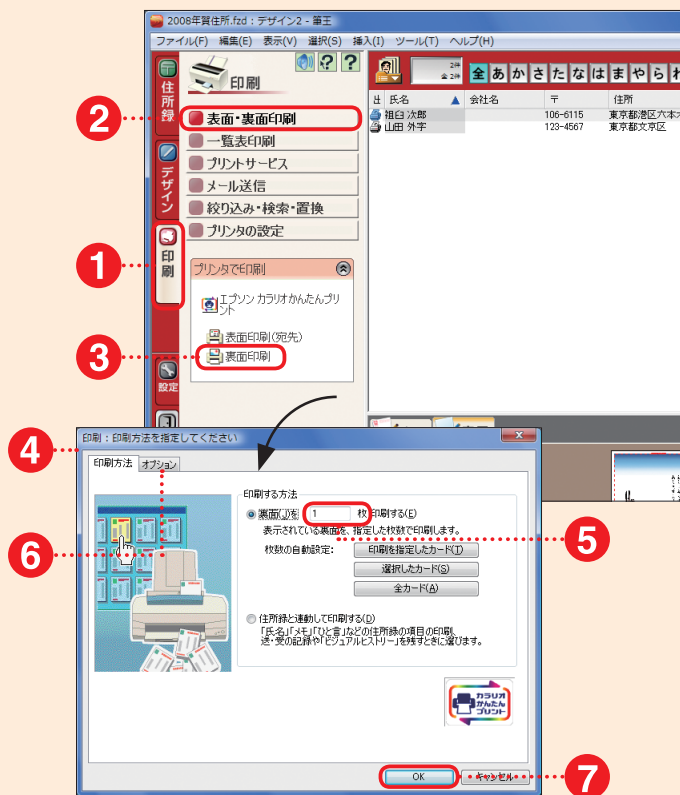 2008年賀住所.fzd : デザイン2 - 筆王
ファイル(F) 編集(E) 表示(V) 選択(S) 挿入(I) ツール(T) ヘルプ(H)
住所録
デザイン
印刷
設定
印刷
? ?
表面・裏面印刷
一覧表印刷
プリントサービス
メール送信
絞り込み・検索・置換
プリンタの設定
プリンタで印刷
エプソン カラリオかんたんプリ
ント
表面印刷(宛先)
裏面印刷
2件
全 2件
全 あ か さ た な は ま や ら わ
氏名 ▲ 会社名 〒 住所
祖臼 次郎 106-6115 東京都港区六本木
山田 外字 123-4567 東京都文京区
1
2
3
4
5
6
7
印刷 : 印刷方法を指定してください
印刷方法 オプション
印刷する方法
裏面(J)を 1 枚 印刷する(E)
表示されている裏面を、指定した枚数で印刷します。
枚数の自動設定: 印刷を指定したカード(T)
選択したカード(S)
全カード(A)
住所録と連動して印刷する(D)
「氏名」「メモ」「ひと言」などの住所録の項目の印刷、
送・受の記録や「ビジュアルヒストリー」を残すときに選びます。
カラリオ
かんたん
プリント
OK キャンセル